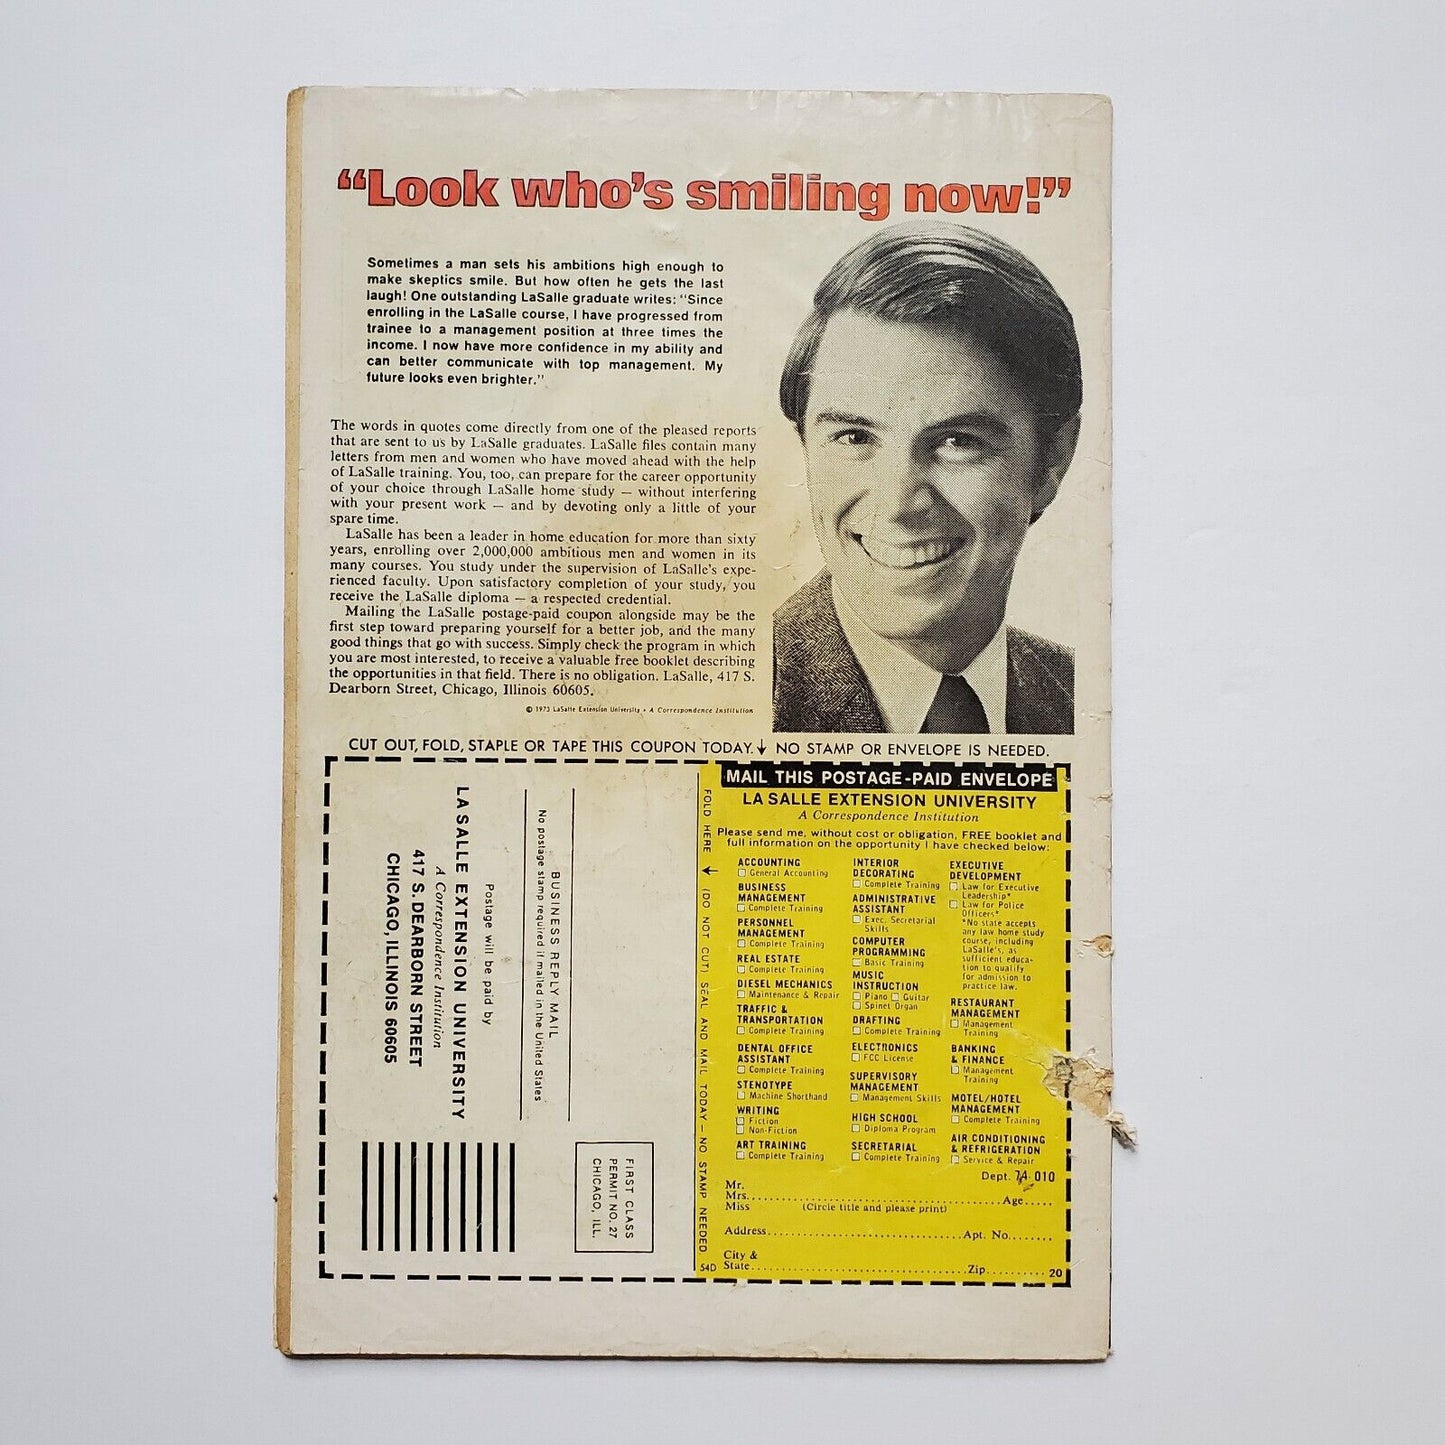 “Look who’s smiling now!”
Sometimes a man sets his ambitions high enough to
make skeptics smile. But how often he gets the last
laugh! One outstanding LaSalle graduate writes: "Since
enrolling in the LaSalle course, I have progressed from
trainee to a management position at three times the
income. I now have more confidence in my ability and
can better communicate with top management. My
future looks even brighter."
The words in quotes come directly from one of the pleased reports
that are sent to us by LaSalle graduates. LaSalle files contain many
letters from men and women who have moved ahead with the help
of LaSalle training. You, too, can prepare for the career opportunity
of your choice through LaSalle home study — without interfering
with your present work — and by devoting only a little of your
spare time.
LaSalle has been a leader in home education for more than sixty
years, enrolling over 2,000,000 ambitious men and women in its
many courses. You study under the supervision of LaSalle's expe-
rienced faculty. Upon satisfactory completion of your study, you
receive the LaSalle diploma — a respected credential.
Mailing the LaSalle postage-paid coupon alongside may be the
first step toward preparing yourself for a better job, and the many
good things that go with success. Simply check the program in which
you are most interested, to receive a valuable free booklet describing
the opportunities in that field. There is no obligation. LaSalle, 417 S.
Dearborn Street, Chicago, Illinois 60605.
© 1973 LaSalle Extension University • A Correspondence Institution
CUT OUT, FOLD, STAPLE OR TAPE THIS COUPON TODAY. ↓ NO STAMP OR ENVELOPE IS NEEDED.
FIRST CLASS
PERMIT NO. 27
CHICAGO, ILL.
BUSINESS REPLY MAIL
No postage stamp required if mailed in the United States
Postage will be paid by
LA SALLE EXTENSION UNIVERSITY
A Correspondence Institution
417 S. DEARBORN STREET
CHICAGO, ILLINOIS 60605
FOLD HERE ↓ (DO NOT CUT) SEAL AND MAIL TODAY — NO STAMP NEEDED
54D
MAIL THIS POSTAGE-PAID ENVELOPE
LA SALLE EXTENSION UNIVERSITY
A Correspondence Institution
Please send me, without cost or obligation, FREE booklet and
full information on the opportunity I have checked below:
ACCOUNTING
☐ General Accounting
BUSINESS
MANAGEMENT
☐ Complete Training
PERSONNEL
MANAGEMENT
☐ Complete Training
REAL ESTATE
☐ Complete Training
DIESEL MECHANICS
☐ Maintenance & Repair
TRAFFIC &
TRANSPORTATION
☐ Complete Training
DENTAL OFFICE
ASSISTANT
☐ Complete Training
STENOTYPE
☐ Machine Shorthand
WRITING
☐ Fiction
☐ Non-Fiction
ART TRAINING
☐ Complete Training
INTERIOR
DECORATING
☐ Complete Training
ADMINISTRATIVE
ASSISTANT
☐ Exec. Secretarial
Skills
COMPUTER
PROGRAMMING
☐ Basic Training
MUSIC
INSTRUCTION
☐ Piano ☐ Guitar
☐ Spinet Organ
DRAFTING
☐ Complete Training
ELECTRONICS
☐ FCC License
SUPERVISORY
MANAGEMENT
☐ Management Skills
HIGH SCHOOL
☐ Diploma Program
SECRETARIAL
☐ Complete Training
EXECUTIVE
DEVELOPMENT
☐ Law for Executive
Leadership*
☐ Law for Police
Officers*
*No state accepts
any law home study
course, including
LaSalle's, as
sufficient educa-
tion to qualify
for admission to
practice law.
RESTAURANT
MANAGEMENT
☐ Management
Training
BANKING
& FINANCE
☐ Management
Training
MOTEL/HOTEL
MANAGEMENT
☐ Complete Training
AIR CONDITIONING
& REFRIGERATION
☐ Service & Repair
Dept. 010
Mr.
Mrs. Age
Miss (Circle title and please print)
Address Apt. No.
City &
State Zip 20